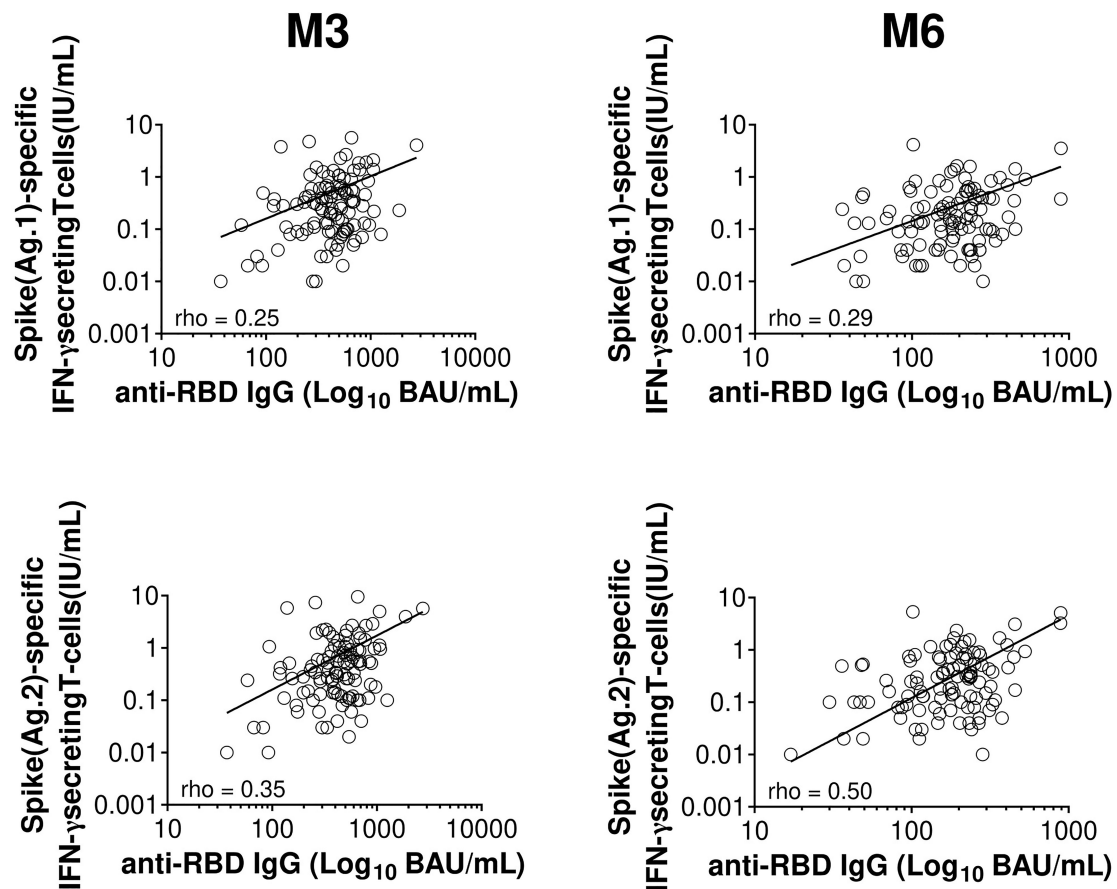 M3
M6
Spike(Ag.1)-specific
IFN-γsecretingTcells(IU/mL)
10
1
0.1
0.01
0.001
rho = 0.25
10 100 1000 10000
anti-RBD IgG (Log10 BAU/mL)
Spike(Ag.1)-specific
IFN-γsecretingTcells(IU/mL)
10
1
0.1
0.01
0.001
rho = 0.29
10 100 1000
anti-RBD IgG (Log10 BAU/mL)
Spike(Ag.2)-specific
IFN-γsecretingT-cells(IU/mL)
10
1
0.1
0.01
0.001
rho = 0.35
10 100 1000 10000
anti-RBD IgG (Log10 BAU/mL)
Spike(Ag.2)-specific
IFN-γsecretingT-cells(IU/mL)
10
1
0.1
0.01
0.001
rho = 0.50
10 100 1000
anti-RBD IgG (Log10 BAU/mL)